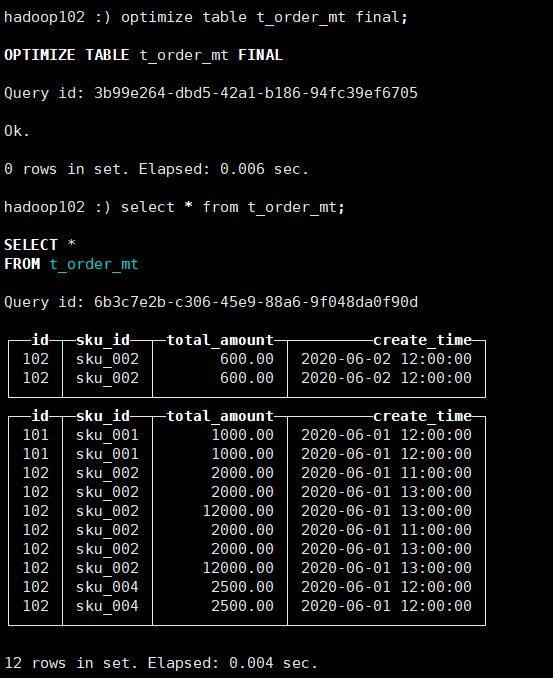 hadoop102 :) optimize table t_order_mt final;
OPTIMIZE TABLE t_order_mt FINAL
Query id: 3b99e264-dbd5-42a1-b186-94fc39ef6705
Ok.
0 rows in set. Elapsed: 0.006 sec.
hadoop102 :) select * from t_order_mt;
SELECT *
FROM t_order_mt
Query id: 6b3c7e2b-c306-45e9-88a6-9f048da0f90d
id sku_id total_amount create_time
102 sku_002 600.00 2020-06-02 12:00:00
102 sku_002 600.00 2020-06-02 12:00:00
id sku_id total_amount create_time
101 sku_001 1000.00 2020-06-01 12:00:00
101 sku_001 1000.00 2020-06-01 12:00:00
102 sku_002 2000.00 2020-06-01 11:00:00
102 sku_002 2000.00 2020-06-01 13:00:00
102 sku_002 12000.00 2020-06-01 13:00:00
102 sku_002 2000.00 2020-06-01 11:00:00
102 sku_002 2000.00 2020-06-01 13:00:00
102 sku_002 12000.00 2020-06-01 13:00:00
102 sku_004 2500.00 2020-06-01 12:00:00
102 sku_004 2500.00 2020-06-01 12:00:00
12 rows in set. Elapsed: 0.004 sec.